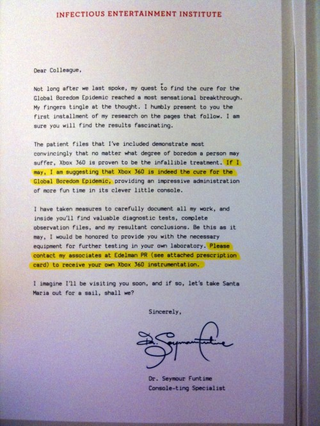 INFECTIOUS ENTERTAINMENT INSTITUTE
Dear Colleague,
Not long after we last spoke, my quest to find the cure for the
Global Boredom Epidemic reached a most sensational breakthrough.
My fingers tingle at the thought. I humbly present to you the
first installment of my research on the pages that follow. I am
sure you will find the results fascinating.
The patient files that I've included demonstrate most
convincingly that no matter what degree of boredom a person may
suffer, Xbox 360 is proven to be the infallible treatment. If I
may, I am suggesting that Xbox 360 is indeed the cure for the
Global Boredom Epidemic, providing an impressive administration
of more fun time in its clever little console.
I have taken measures to carefully document all my work, and
inside you'll find valuable diagnostic tests, complete
observation files, and my resultant conclusions. Be this as it
may, I would be honored to provide you with the necessary
equipment for further testing in your own laboratory. Please
contact my associates at Edelman PR (see attached prescription
card) to receive your own Xbox 360 instrumentation.
I imagine I'll be visiting you soon, and if so, let's take Santa
Maria out for a sail, shall we?
Sincerely,
Dr. Seymour Funtime
Dr. Seymour Funtime
Console-ting Specialist